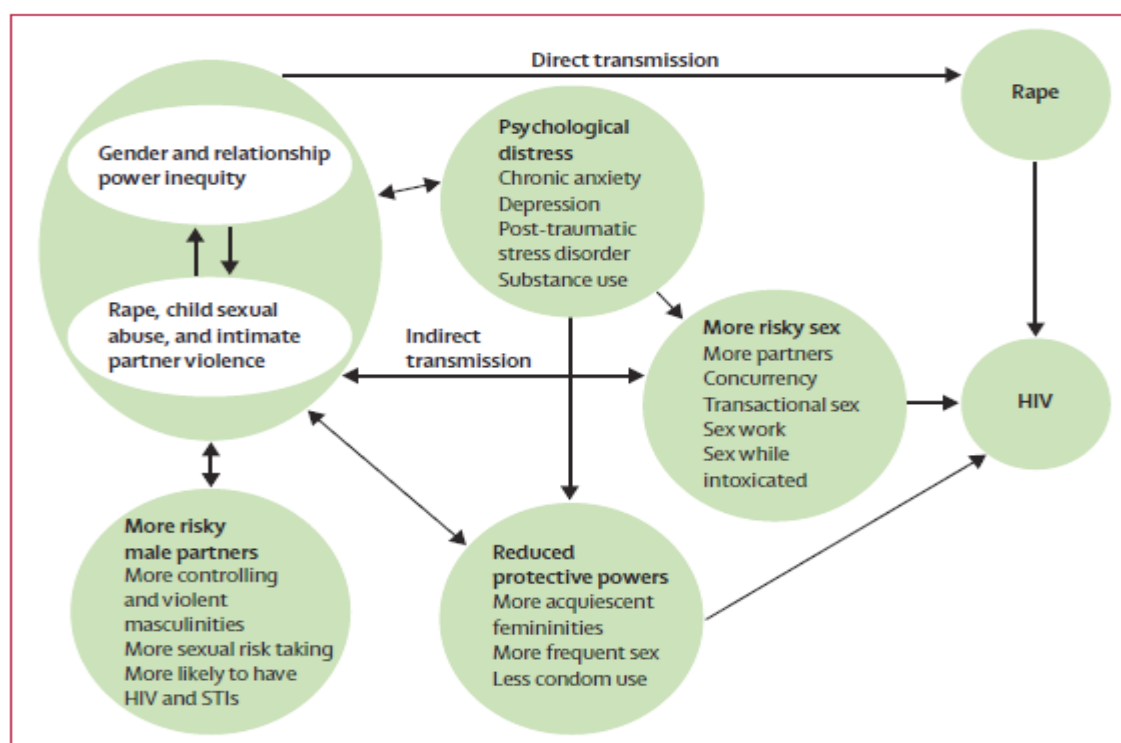 Direct transmission
Rape
Gender and relationship
power inequity
Psychological
distress
Chronic anxiety
Depression
Post-traumatic
stress disorder
Substance use
Rape, child sexual
abuse, and intimate
partner violence
Indirect
transmission
More risky sex
More partners
Concurrency
Transactional sex
Sex work
Sex while
intoxicated
HIV
More risky
male partners
More controlling
and violent
masculinities
More sexual risk taking
More likely to have
HIV and STIs
Reduced
protective powers
More acquiescent
femininities
More frequent sex
Less condom use